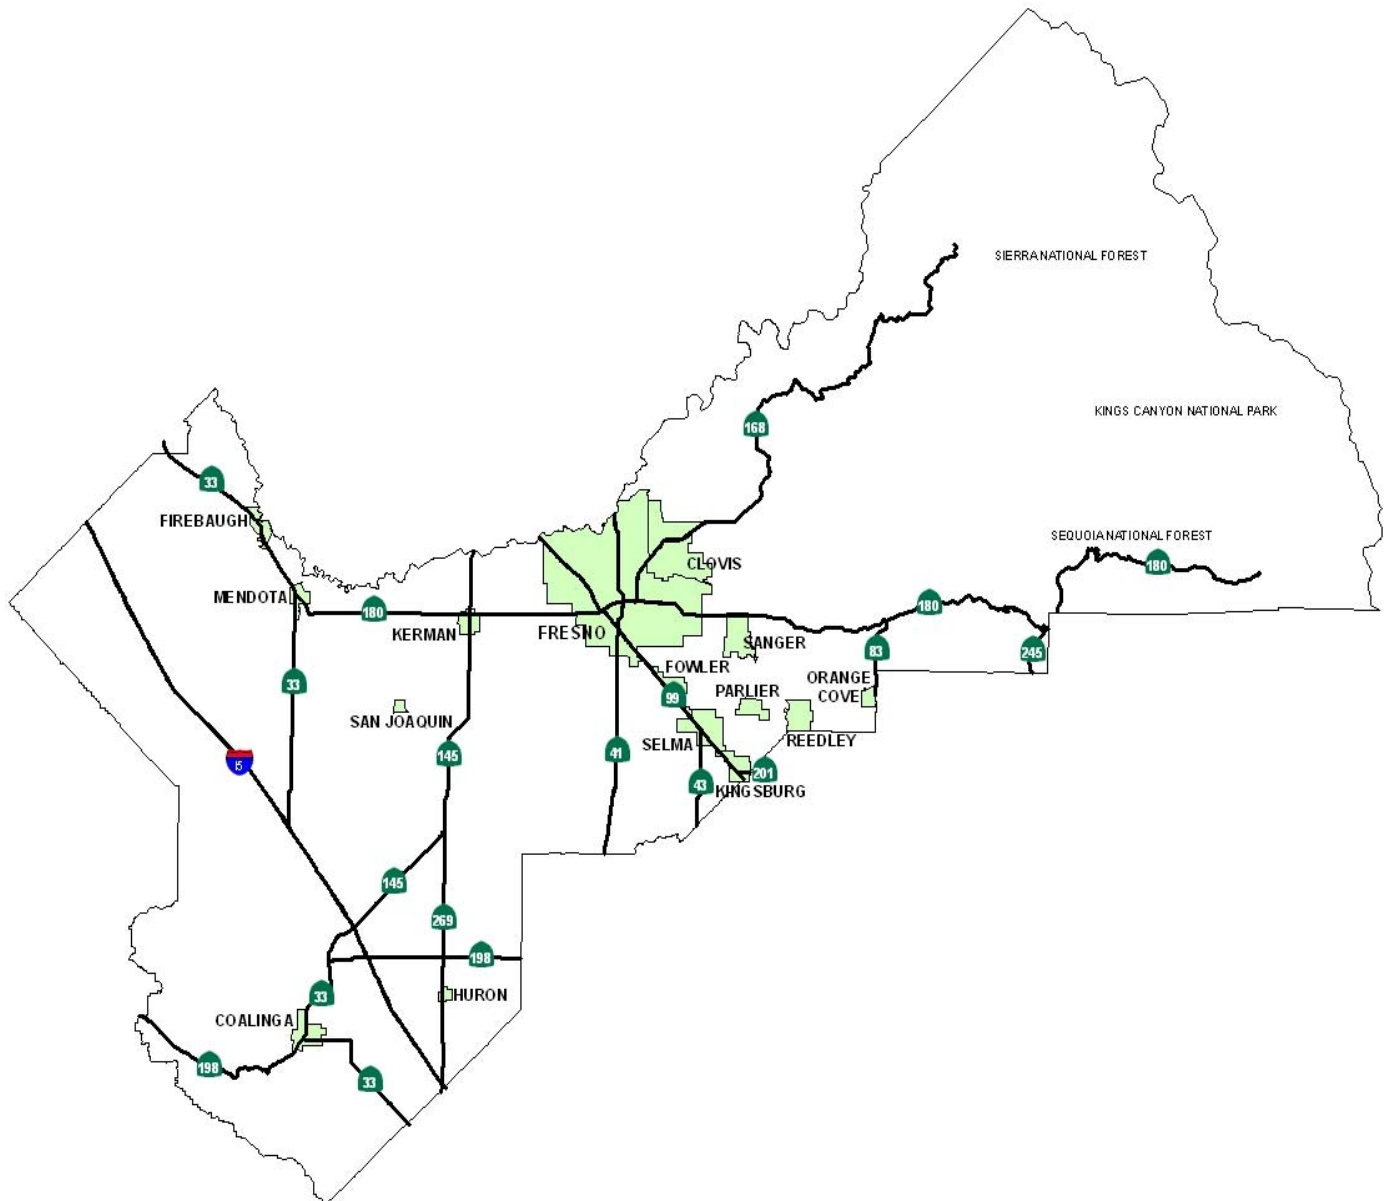 SIERRA NATIONAL FOREST
KINGS CANYON NATIONAL PARK
168
33
FIREBAUGH
SEQUOIA NATIONAL FOREST
180
CLOVIS
MENDOTA
180
180
KERMAN
FRESNO
SANGER
83
245
FOWLER
33
ORANGE
COVE
99
PARLIER
SAN JOAQUIN
SELMA
REEDLEY
145
41
I5
201
43
KINGSBURG
145
269
198
33
HURON
COALINGA
198
33